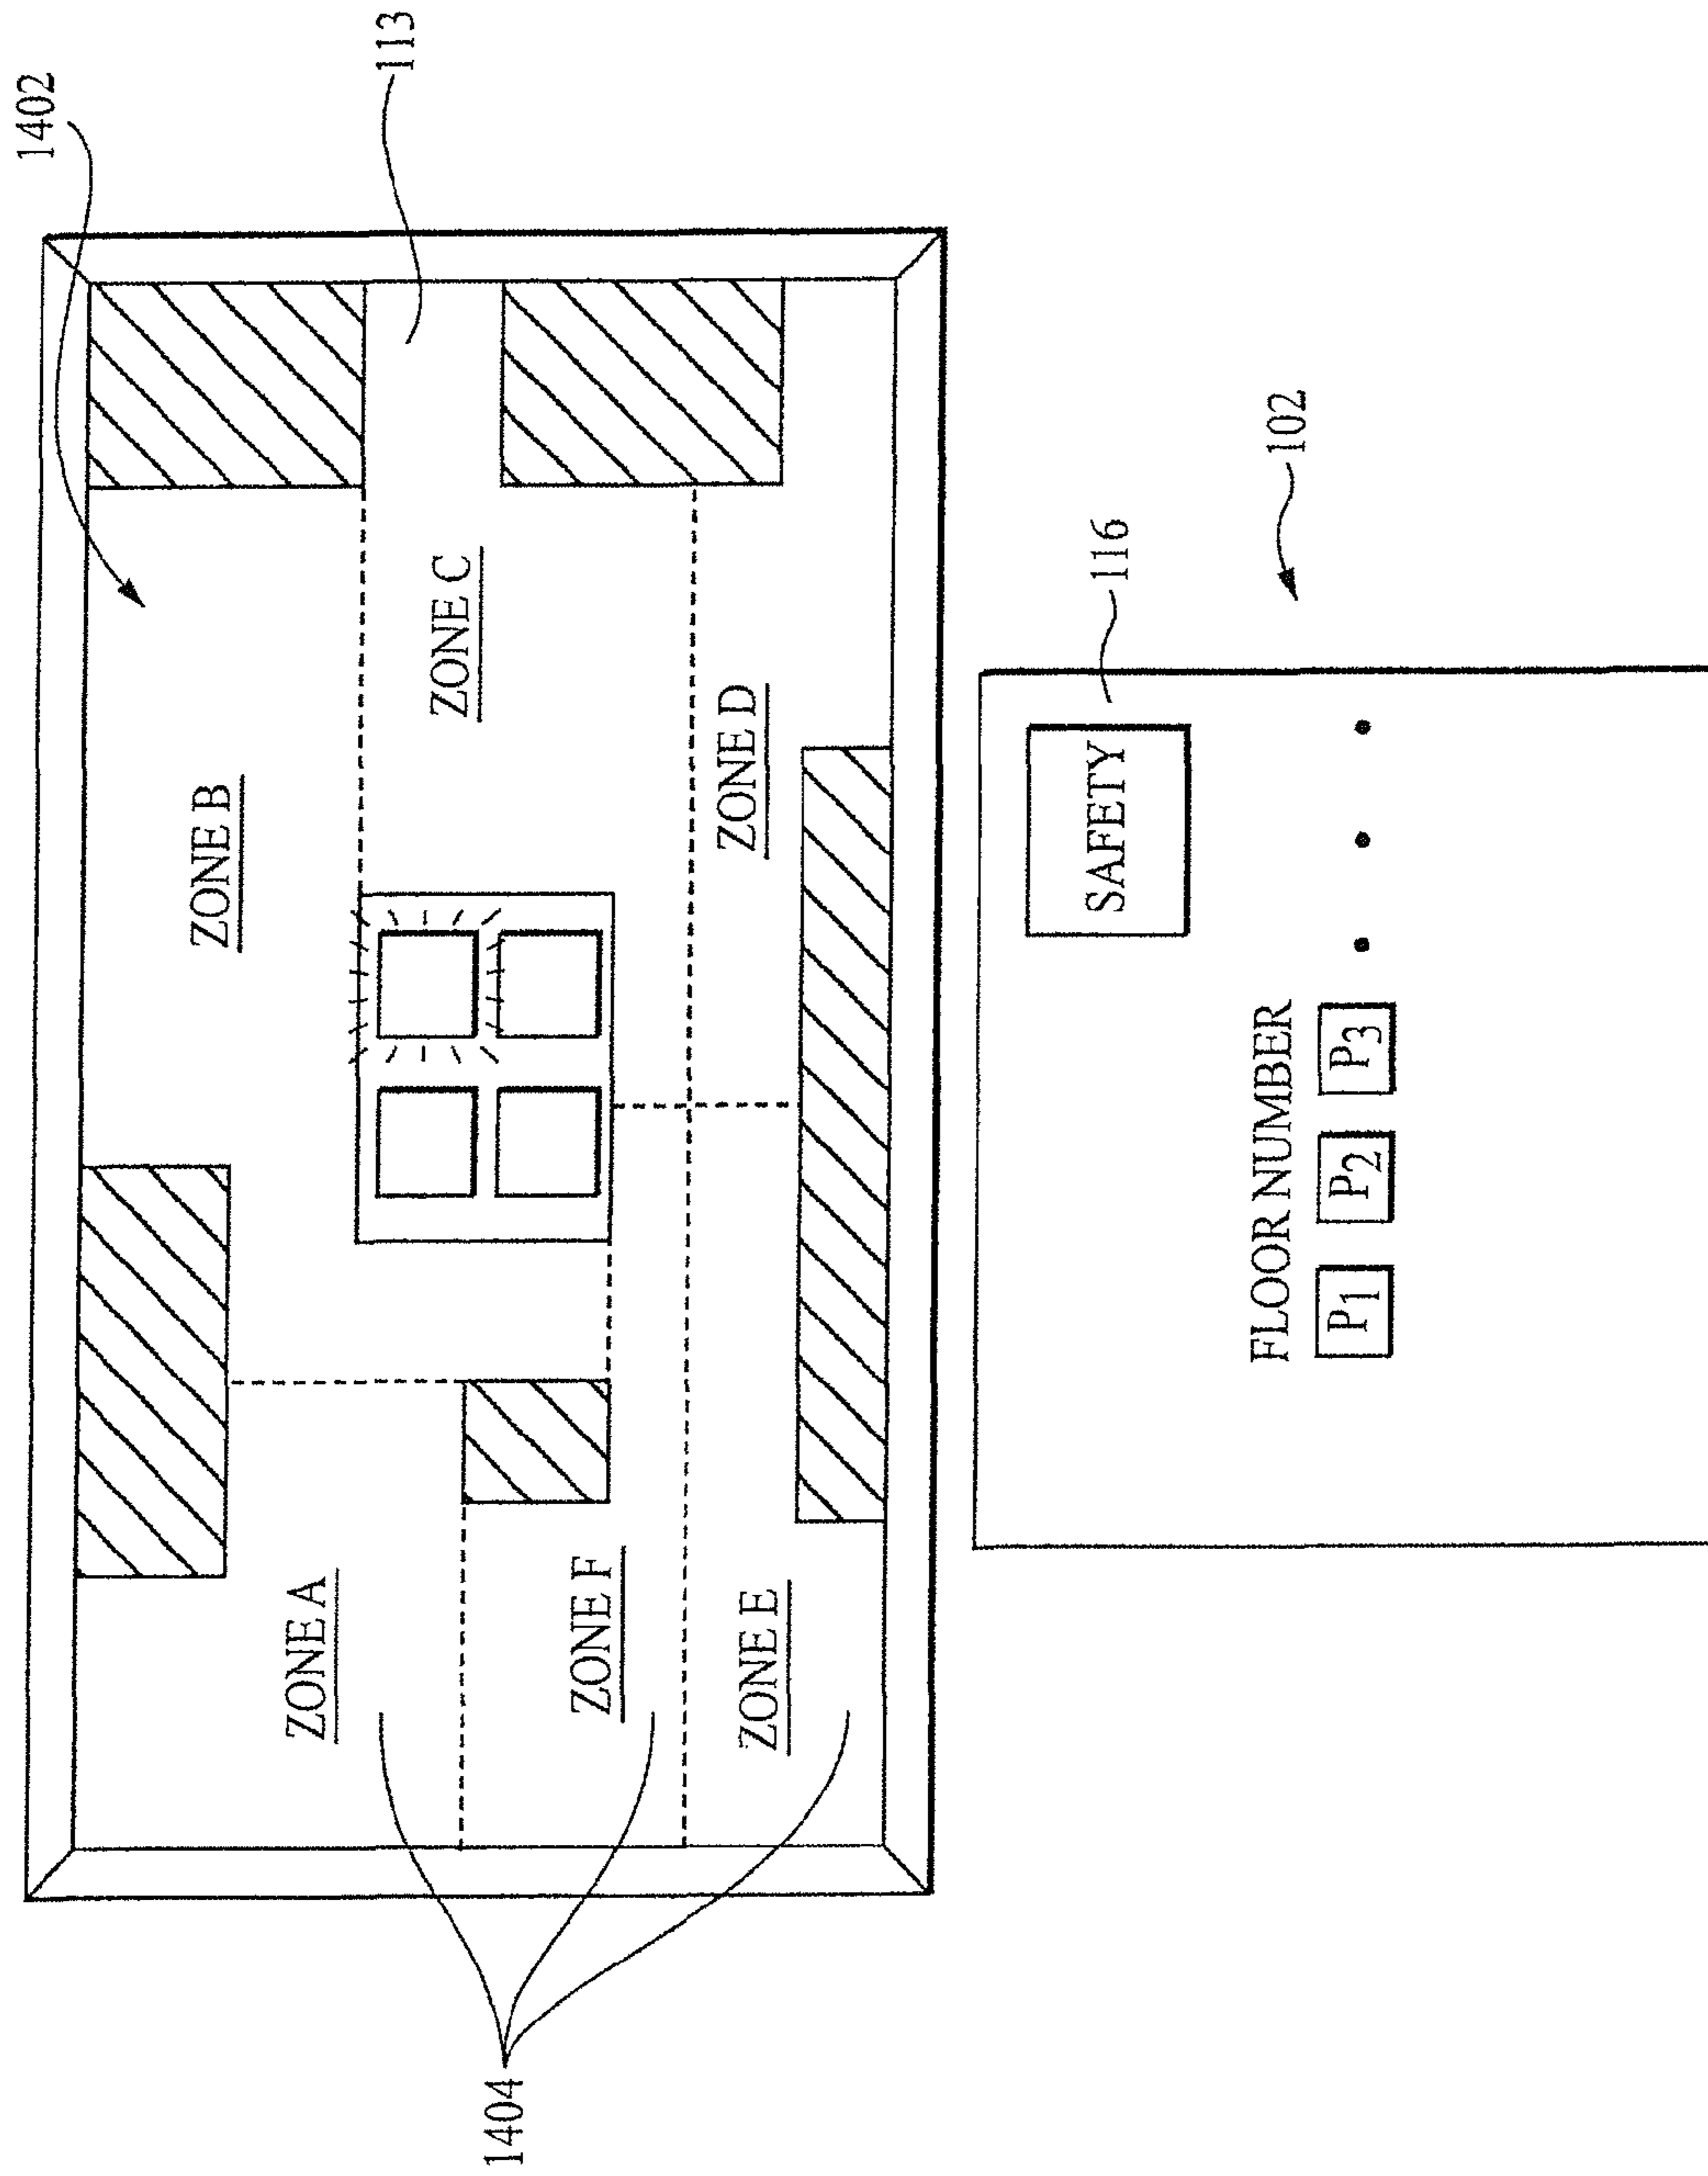 1402
113
ZONE B
ZONE C
ZONE A
ZONE D
ZONE F
ZONE E
1404
SAFETY
116
102
FLOOR NUMBER
P1 P2 P3